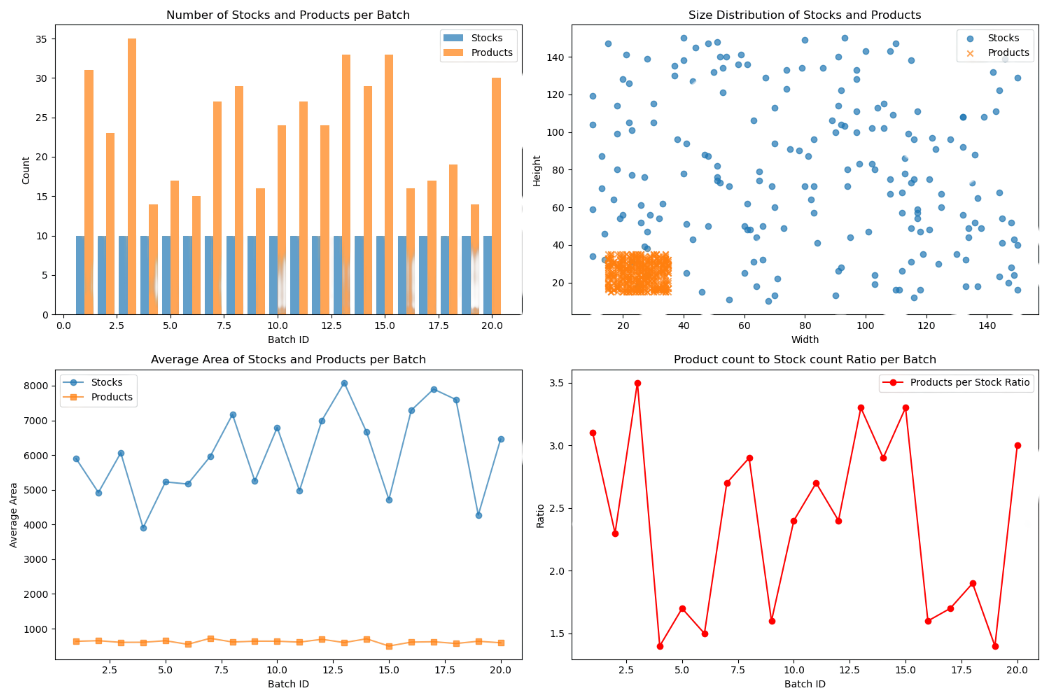 Number of Stocks and Products per Batch
Count
35
30
25
20
15
10
5
0
Stocks
Products
0.0 2.5 5.0 7.5 10.0 12.5 15.0 17.5 20.0
Batch ID
Size Distribution of Stocks and Products
Height
140
120
100
80
60
40
20
Stocks
Products
20 40 60 80 100 120 140
Width
Average Area of Stocks and Products per Batch
Average Area
8000
7000
6000
5000
4000
3000
2000
1000
Stocks
Products
2.5 5.0 7.5 10.0 12.5 15.0 17.5 20.0
Batch ID
Product count to Stock count Ratio per Batch
Ratio
3.5
3.0
2.5
2.0
1.5
Products per Stock Ratio
2.5 5.0 7.5 10.0 12.5 15.0 17.5 20.0
Batch ID